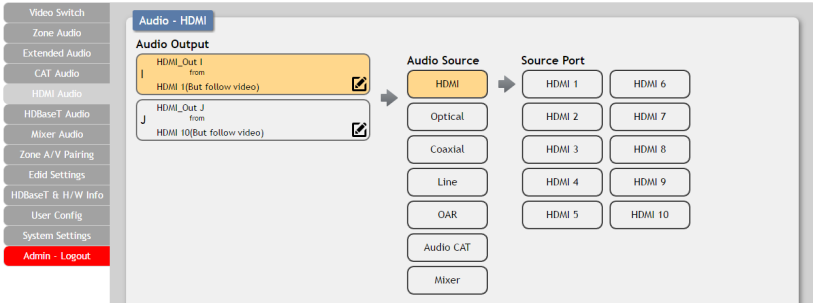 Video Switch
Zone Audio
Extended Audio
CAT Audio
HDMI Audio
HDBaseT Audio
Mixer Audio
Zone A/V Pairing
Edid Settings
HDBaseT & H/W Info
User Config
System Settings
Admin - Logout
Audio - HDMI
Audio Output
I
HDMI_Out I
from
HDMI 1(But follow video)
J
HDMI_Out J
from
HDMI 10(But follow video)
Audio Source
HDMI
Optical
Coaxial
Line
OAR
Audio CAT
Mixer
Source Port
HDMI 1 HDMI 6
HDMI 2 HDMI 7
HDMI 3 HDMI 8
HDMI 4 HDMI 9
HDMI 5 HDMI 10